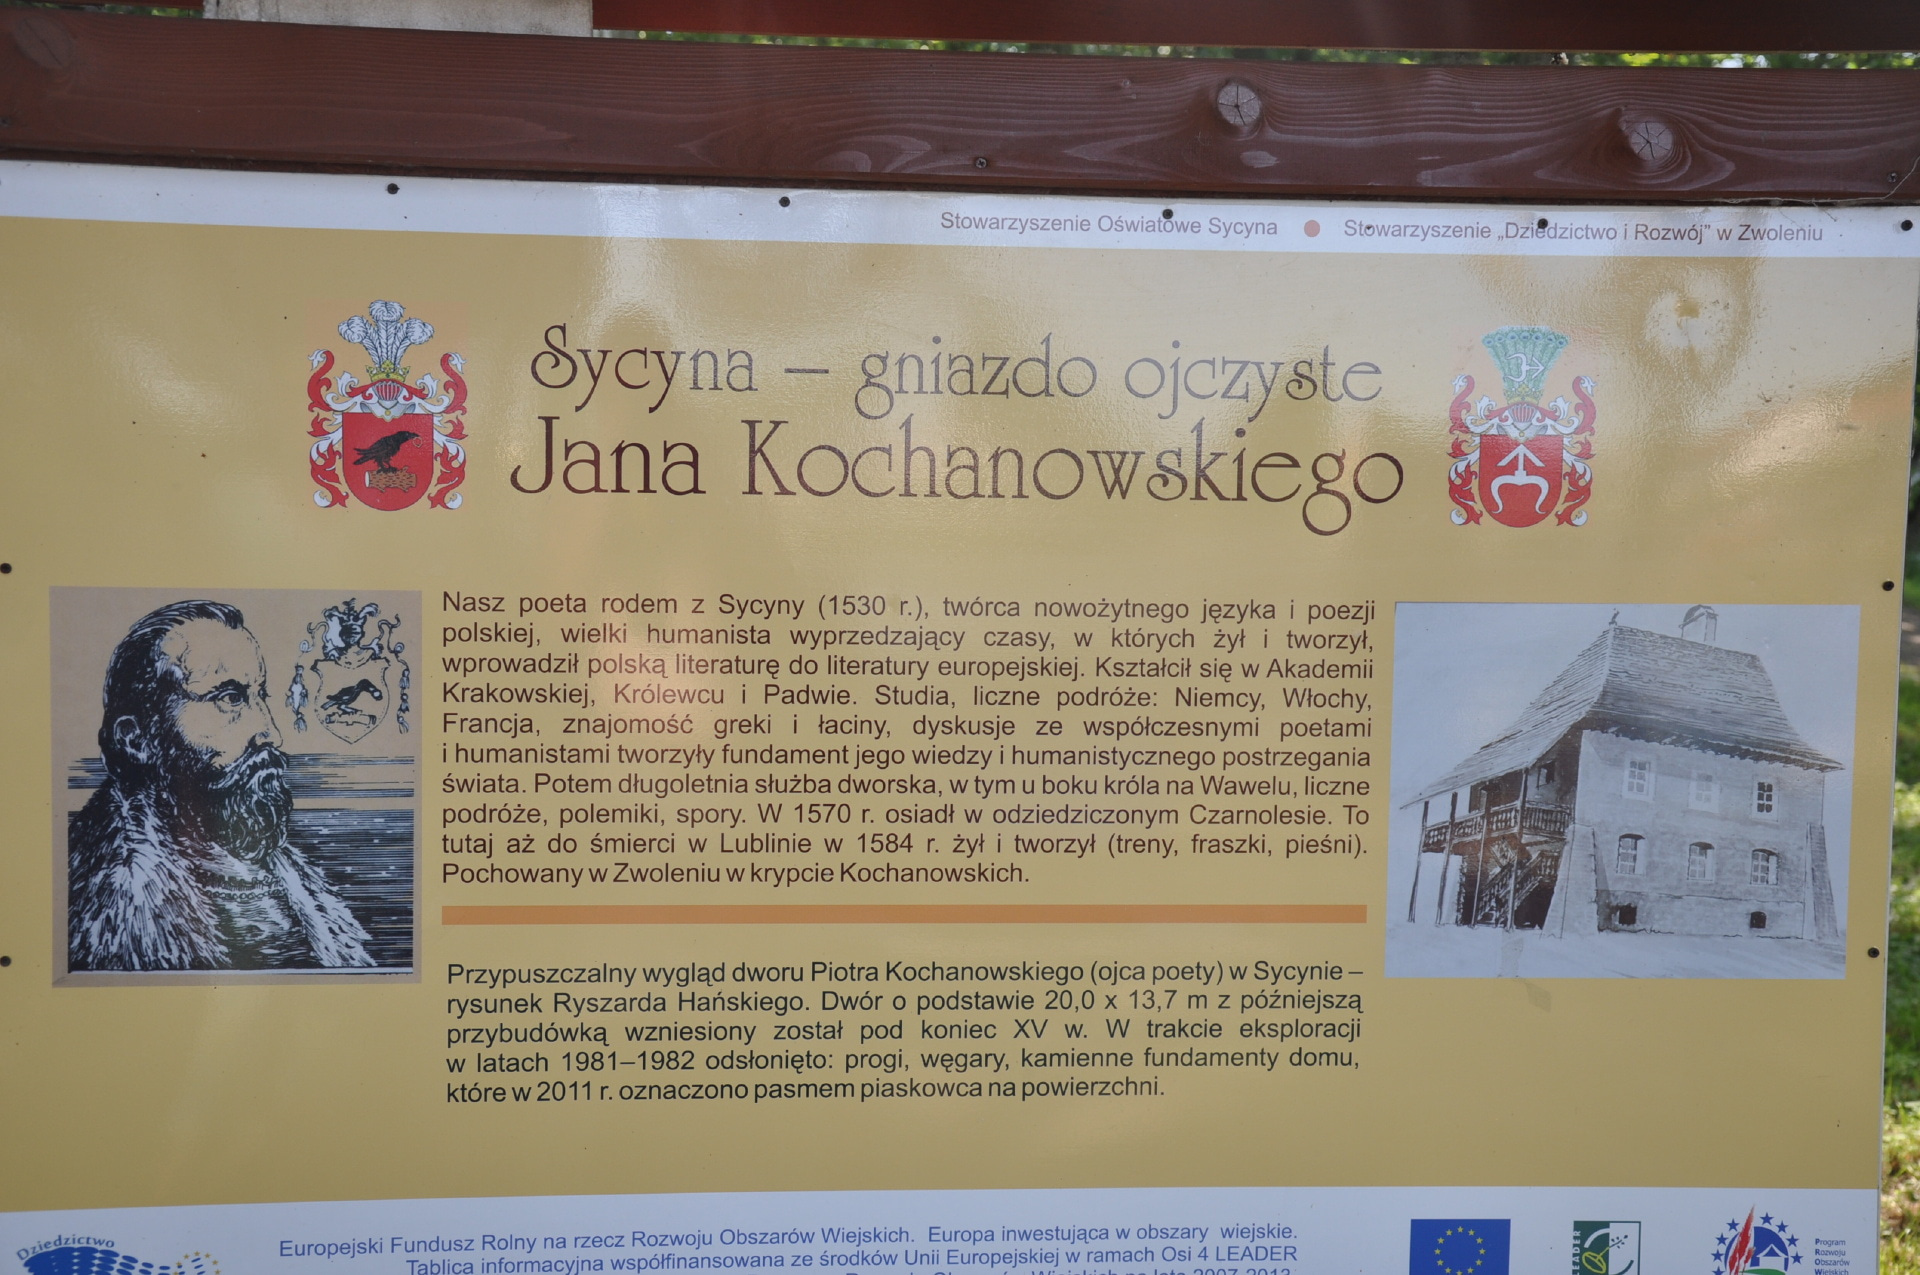 Stowarzyszenie Oświatowe Sycyna ● Stowarzyszenie „Dziedzictwo i Rozwój” w Zwoleniu
Sycyna – gniazdo ojczyste
Jana Kochanowskiego
Nasz poeta rodem z Sycyny (1530 r.), twórca nowożytnego języka i poezji
polskiej, wielki humanista wyprzedzający czasy, w których żył i tworzył,
wprowadził polską literaturę do literatury europejskiej. Kształcił się w Akademii
Krakowskiej, Królewcu i Padwie. Studia, liczne podróże: Niemcy, Włochy,
Francja, znajomość greki i łaciny, dyskusje ze współczesnymi poetami
i humanistami tworzyły fundament jego wiedzy i humanistycznego postrzegania
świata. Potem długoletnia służba dworska, w tym u boku króla na Wawelu, liczne
podróże, polemiki, spory. W 1570 r. osiadł w odziedziczonym Czarnolesie. To
tutaj aż do śmierci w Lublinie w 1584 r. żył i tworzył (treny, fraszki, pieśni).
Pochowany w Zwoleniu w krypcie Kochanowskich.
Przypuszczalny wygląd dworu Piotra Kochanowskiego (ojca poety) w Sycynie –
rysunek Ryszarda Hańskiego. Dwór o podstawie 20,0 x 13,7 m z późniejszą
przybudówką wzniesiony został pod koniec XV w. W trakcie eksploracji
w latach 1981–1982 odsłonięto: progi, węgary, kamienne fundamenty domu,
które w 2011 r. oznaczono pasmem piaskowca na powierzchni.
Dziedzictwo
Europejski Fundusz Rolny na rzecz Rozwoju Obszarów Wiejskich. Europa inwestująca w obszary wiejskie.
Tablica informacyjna współfinansowana ze środków Unii Europejskiej w ramach Osi 4 LEADER
LEADER
Program
Rozwoju
Obszarów
Wiejskich